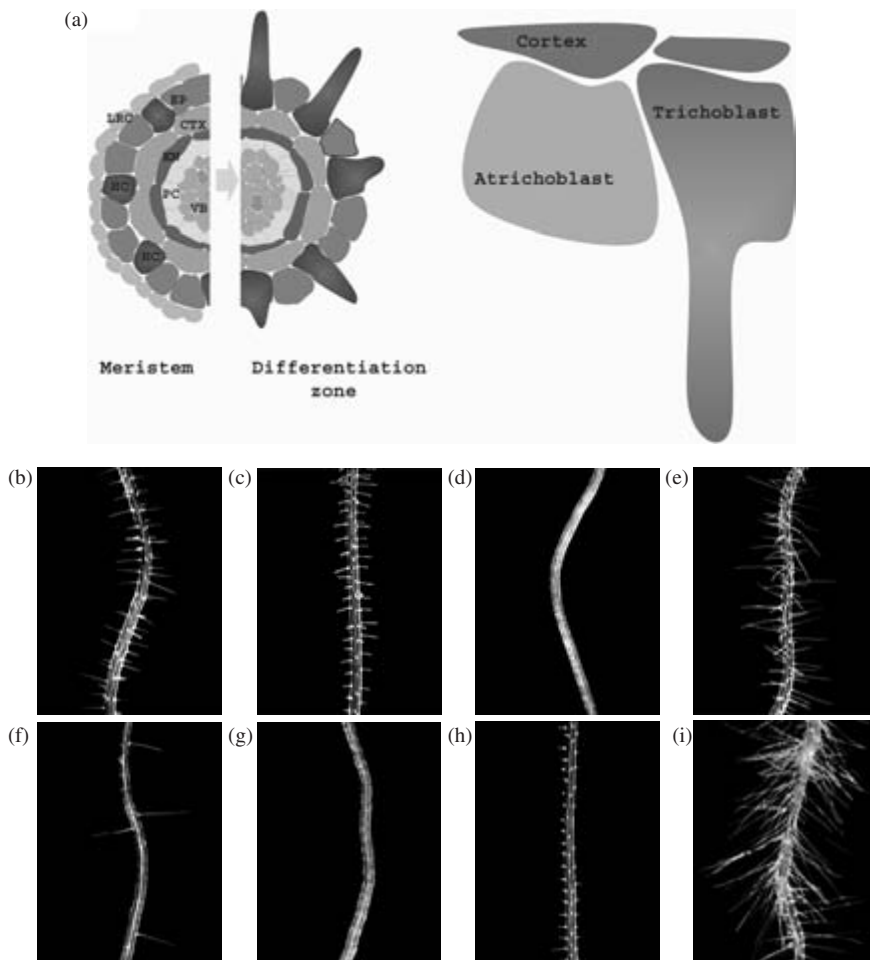 (a)
EP
LRC
CTX
EN
HC
PC
VB
HC
Meristem
Differentiation
zone
Cortex
Trichoblast
Atrichoblast
(b)
(c)
(d)
(e)
(f)
(g)
(h)
(i)